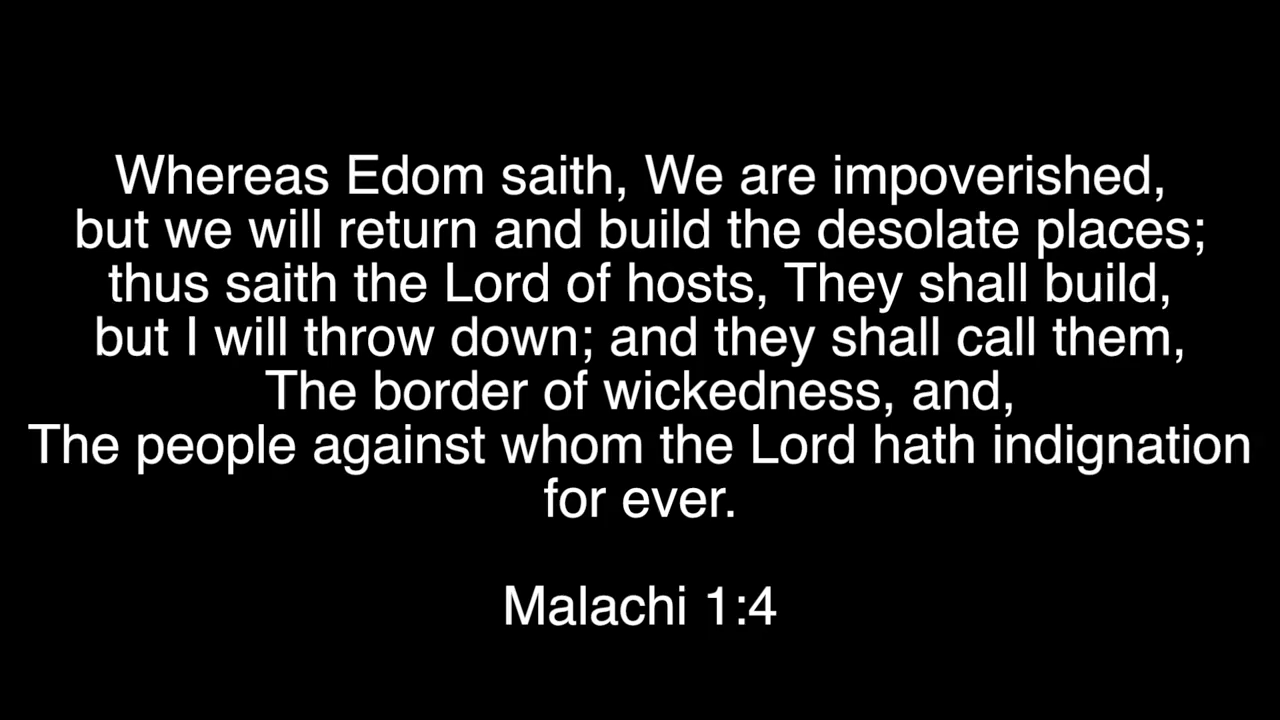 Whereas Edom saith, We are impoverished,
but we will return and build the desolate places;
thus saith the Lord of hosts, They shall build,
but I will throw down; and they shall call them,
The border of wickedness, and,
The people against whom the Lord hath indignation
for ever.
Malachi 1:4